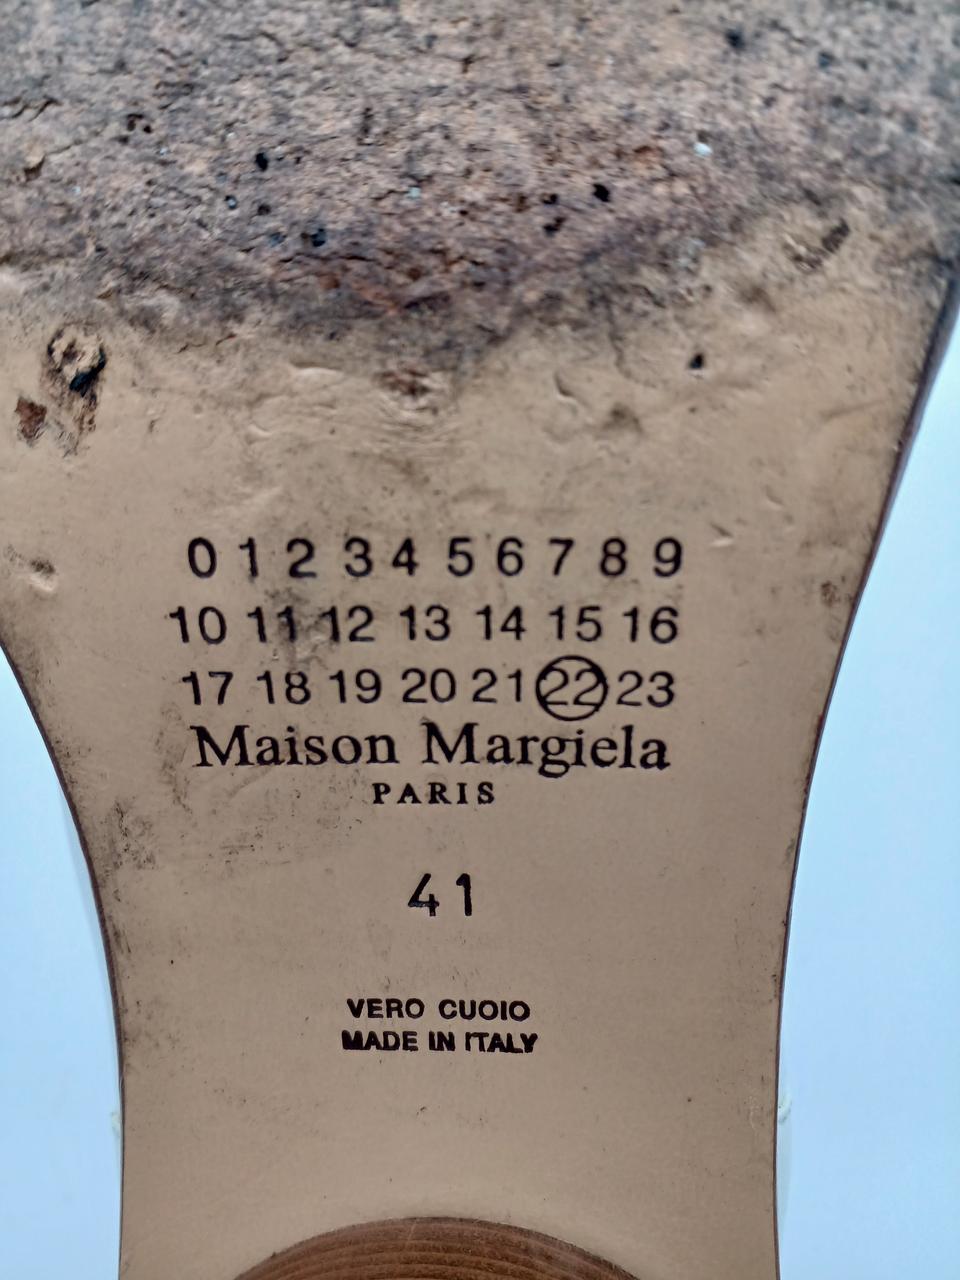 0 1 2 3 4 5 6 7 8 9
10 11 12 13 14 15 16
17 18 19 20 21 22 23
Maison Margiela
PARIS
41
VERO CUOIO
MADE IN ITALY